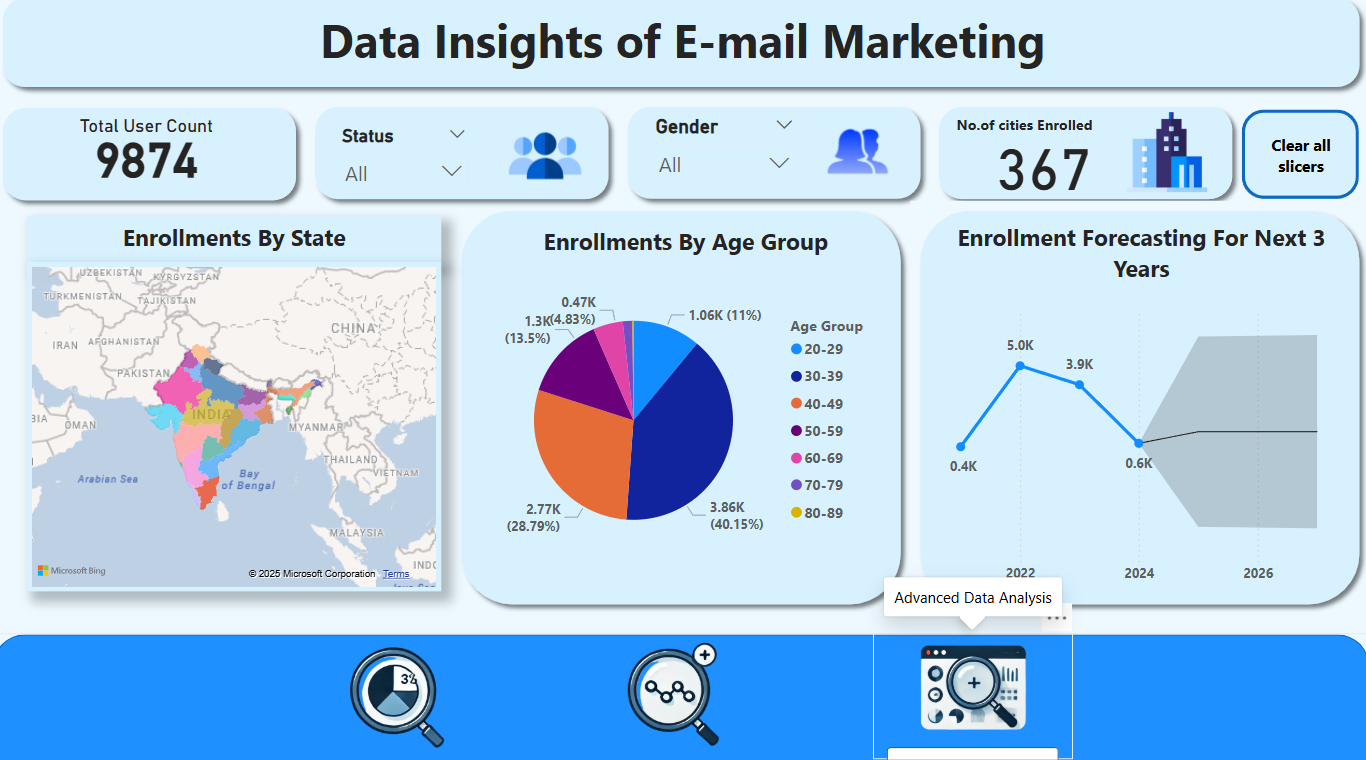 Data Insights of E-mail Marketing
Total User Count
9874
Status
All
Gender
All
No.of cities Enrolled
367
Clear all
slicers
Enrollments By State
UZBEKISTAN
KYRGYZSTAN
TURKMENISTAN
TAJIKISTAN
CHINA
IRAN
AFGHANISTAN
PAKISTAN
OMAN
INDIA
MYANMAR
Arabian Sea
Bay
of Bengal
THAILAND
VIETNAM
MALAYSIA
INDO
Microsoft Bing
© 2025 Microsoft Corporation
Terms
Enrollments By Age Group
0.47K
(4.83%)
1.3K
(13.5%)
1.06K (11%)
2.77K
(28.79%)
3.86K
(40.15%)
Age Group
20-29
30-39
40-49
50-59
60-69
70-79
80-89
Enrollment Forecasting For Next 3
Years
5.0K
3.9K
0.4K
0.6K
2022
2024
2026
Advanced Data Analysis
...